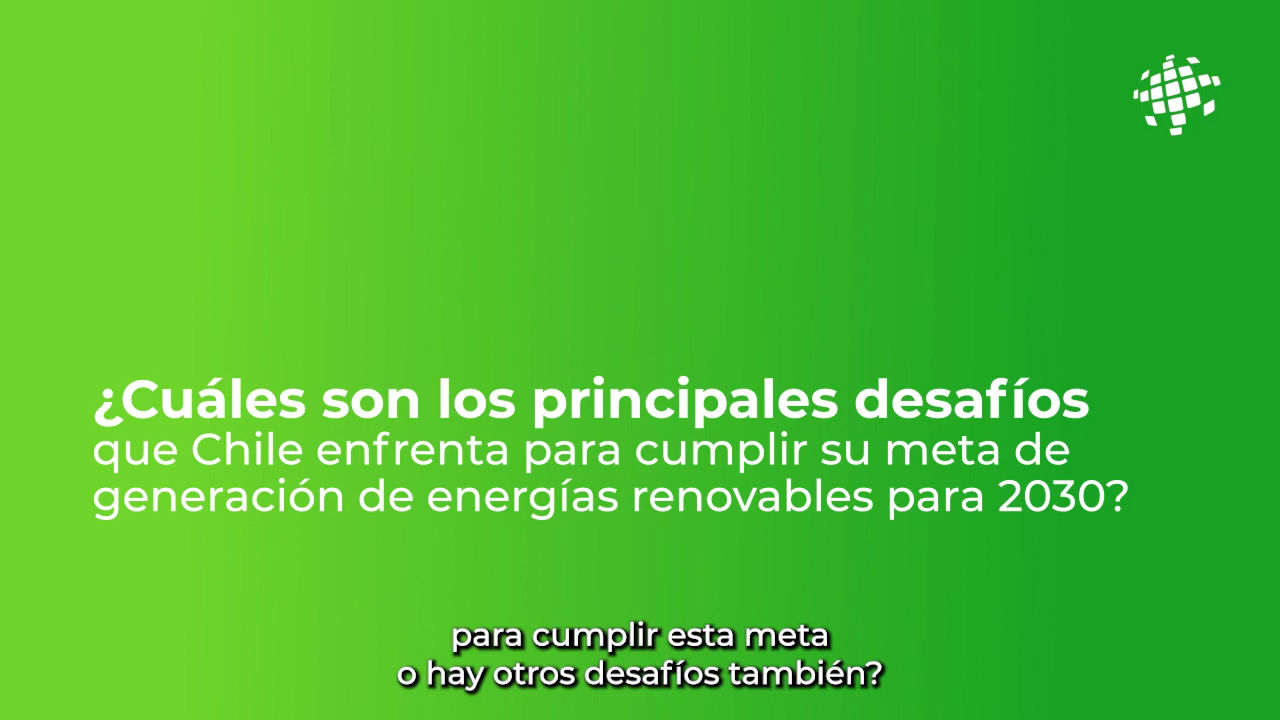 ¿Cuáles son los principales desafíos
que Chile enfrenta para cumplir su meta de
generación de energías renovables para 2030?
para cumplir esta meta
o hay otros desafíos también?